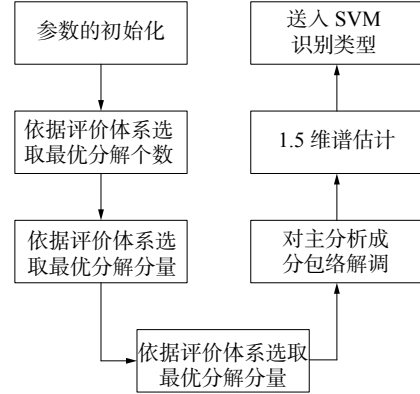 参数的初始化
依据评价体系选
取最优分解个数
依据评价体系选
取最优分解分量
依据评价体系选取
最优分解分量
对主分析成
分包络解调
1.5 维谱估计
送入 SVM
识别类型